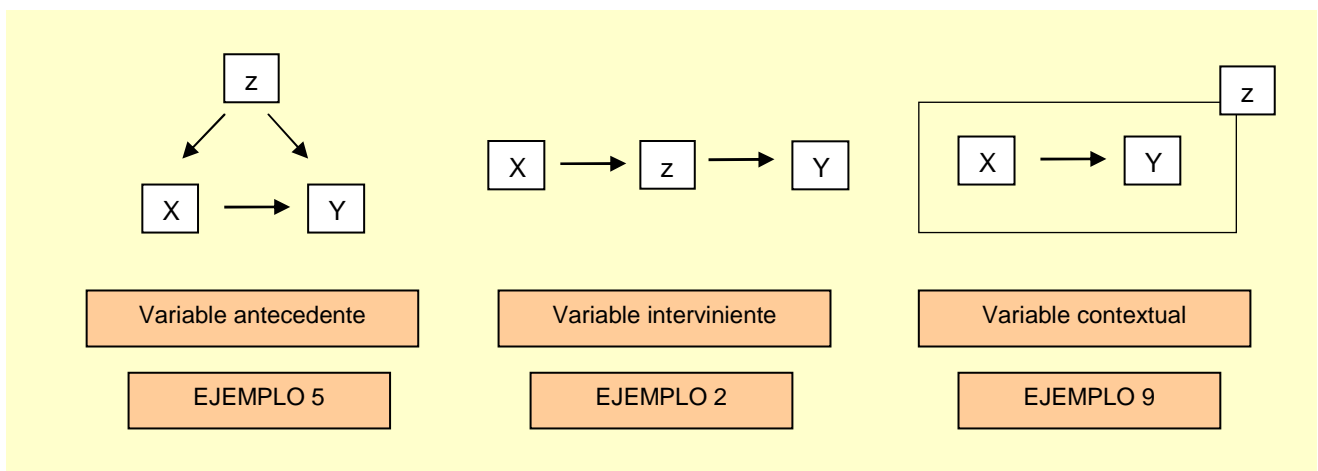 z
X
Y
Variable antecedente
EJEMPLO 5
X
z
Y
Variable interviniente
EJEMPLO 2
z
X
Y
Variable contextual
EJEMPLO 9